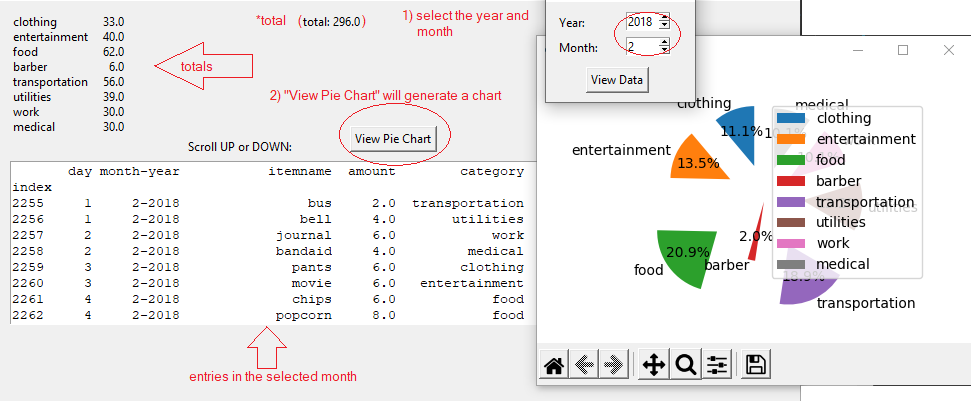 clothing 33.0
entertainment 40.0
food 62.0
barber 6.0
transportation 56.0
utilities 39.0
work 30.0
medical 30.0
totals
*total (total: 296.0)
1) select the year and
month
2) "View Pie Chart" will generate a chart
Scroll UP or DOWN:
View Pie Chart
day month-year itemname amount category
index
2255 1 2-2018 bus 2.0 transportation
2256 1 2-2018 bell 4.0 utilities
2257 2 2-2018 journal 6.0 work
2258 2 2-2018 bandaid 4.0 medical
2259 3 2-2018 pants 6.0 clothing
2260 3 2-2018 movie 6.0 entertainment
2261 4 2-2018 chips 6.0 food
2262 4 2-2018 popcorn 8.0 food
entries in the selected month
Year: 2018
Month: 2
View Data
clothing
11.1%
entertainment
13.5%
food
20.9%
barber
2.0%
transportation
18.9%
utilities
medical
10.1%
clothing
entertainment
food
barber
transportation
utilities
work
medical